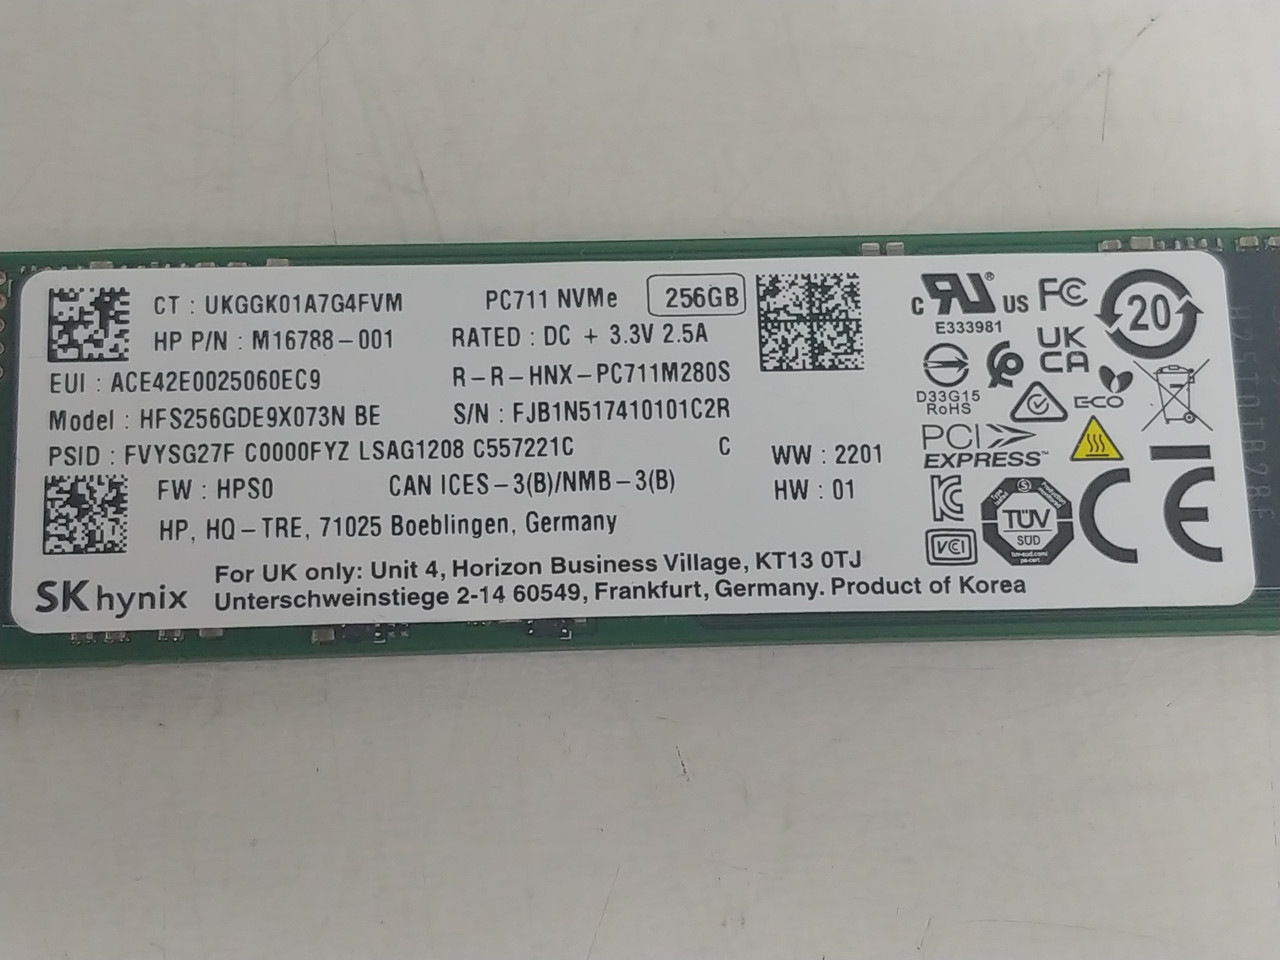 CT : UKGGK01A7G4FVM
PC711 NVMe
256GB
HP P/N : M16788-001
RATED : DC + 3.3V 2.5A
EUI : ACE42E0025060EC9
R-R-HNX-PC711M280S
Model : HFS256GDE9X073N BE
S/N : FJB1N517410101C2R
PSID : FVYSG27F C0000FYZ LSAG1208 C557221C
C
WW : 2201
FW : HPS0
CAN ICES-3(B)/NMB-3(B)
HW : 01
HP, HQ-TRE, 71025 Boeblingen, Germany
For UK only: Unit 4, Horizon Business Village, KT13 0TJ
SK hynix
Unterschweinstiege 2-14 60549, Frankfurt, Germany. Product of Korea
c RU ® US
E333981
FC
20
UK
CA
D33G15
RoHS
ECO
PCI
EXPRESS™
TÜV
SÜD
VCI
CE